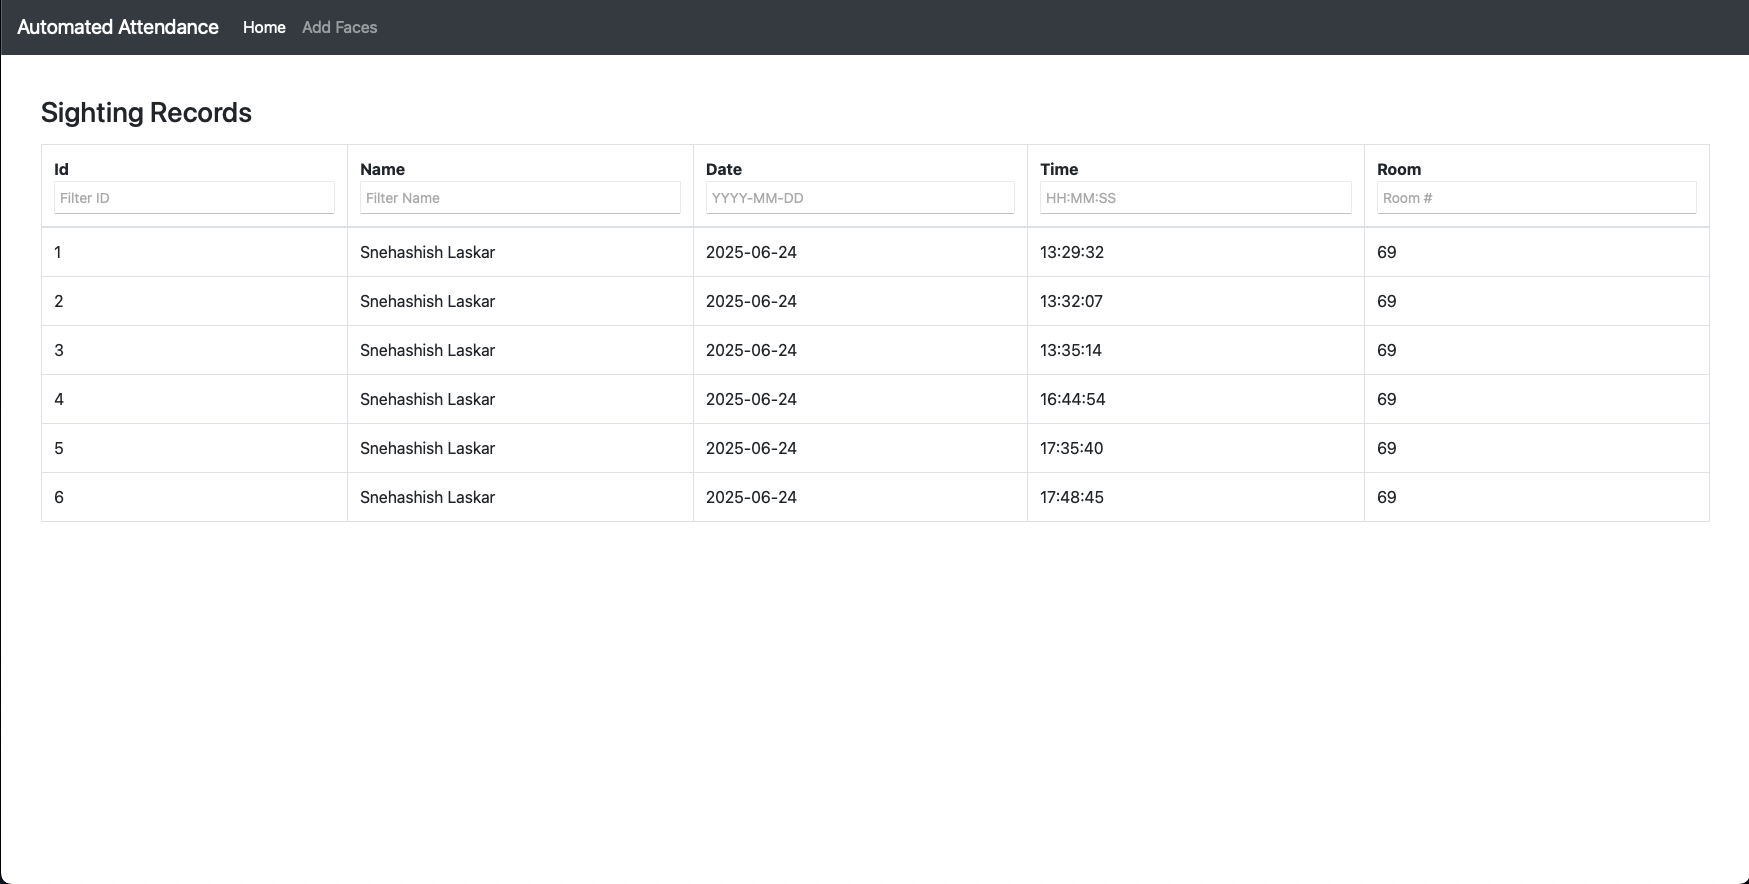 Automated Attendance Home Add Faces
Sighting Records
Id Name Date Time Room
Filter ID Filter Name YYYY-MM-DD HH:MM:SS Room #
1 Snehashish Laskar 2025-06-24 13:29:32 69
2 Snehashish Laskar 2025-06-24 13:32:07 69
3 Snehashish Laskar 2025-06-24 13:35:14 69
4 Snehashish Laskar 2025-06-24 16:44:54 69
5 Snehashish Laskar 2025-06-24 17:35:40 69
6 Snehashish Laskar 2025-06-24 17:48:45 69